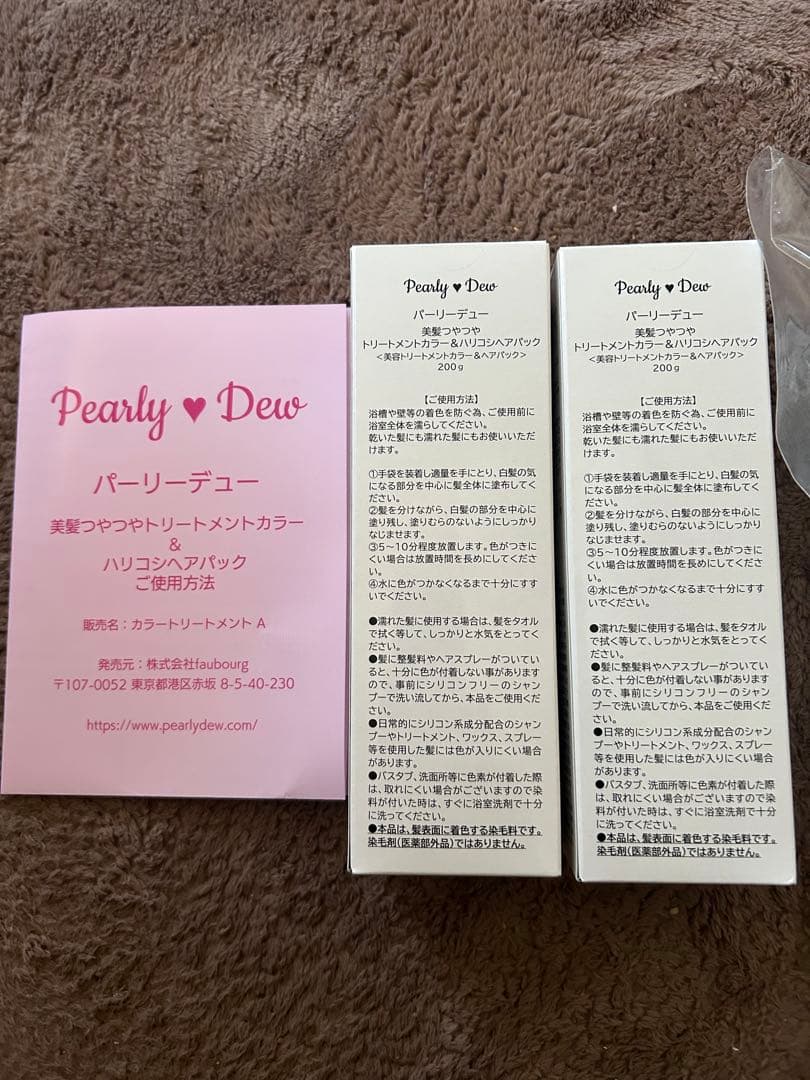 Pearly ♥ Dew
パーリーデュー
美髪つやつやトリートメントカラー
&
ハリコシヘアパック
ご使用方法
販売名：カラートリートメント A
発売元：株式会社faubourg
〒107-0052 東京都港区赤坂 8-5-40-230
https://www.pearlydew.com/
Pearly ♥ Dew
パーリーデュー
美髪つやつや
トリートメントカラー＆ハリコシヘアパック
＜美容トリートメントカラー＆ヘアパック＞
200g
【ご使用方法】
浴槽や壁等の着色を防ぐ為、ご使用前に
浴室全体を濡らしてください。
乾いた髪にも濡れた髪にもお使いいただ
けます。
①手袋を装着し適量を手にとり、白髪の気
になる部分を中心に髪全体に塗布してく
ださい。
②髪を分けながら、白髪の部分を中心に
塗り残し、塗りむらのないようにしっかり
なじませます。
③5～10分程度放置します。色がつきに
くい場合は放置時間を長めにしてくださ
い。
④水に色がつかなくなるまで十分にすす
いでください。
●濡れた髪に使用する場合は、髪をタオル
で拭く等して、しっかりと水気をとってく
ださい。
●髪に整髪料やヘアスプレーがついてい
ると、十分に色が付着しない事があります
ので、事前にシリコンフリーのシャン
プーで洗い流してから、本品をご使用くだ
さい。
●日常的にシリコン系成分配合のシャン
プーやトリートメント、ワックス、スプレー
等を使用した髪には色が入りにくい場合
があります。
●バスタブ、洗面所等に色素が付着した際
は、取れにくい場合がございますので染
料が付いた時は、すぐに浴室洗剤で十分
に洗ってください。
●本品は、髪表面に着色する染毛料です。
染毛剤（医薬部外品）ではありません。
Pearly ♥ Dew
パーリーデュー
美髪つやつや
トリートメントカラー＆ハリコシヘアパック
＜美容トリートメントカラー＆ヘアパック＞
200g
【ご使用方法】
浴槽や壁等の着色を防ぐ為、ご使用前に
浴室全体を濡らしてください。
乾いた髪にも濡れた髪にもお使いいただ
けます。
①手袋を装着し適量を手にとり、白髪の気
になる部分を中心に髪全体に塗布してく
ださい。
②髪を分けながら、白髪の部分を中心に
塗り残し、塗りむらのないようにしっかり
なじませます。
③5～10分程度放置します。色がつきに
くい場合は放置時間を長めにしてくださ
い。
④水に色がつかなくなるまで十分にすす
いでください。
●濡れた髪に使用する場合は、髪をタオル
で拭く等して、しっかりと水気をとってく
ださい。
●髪に整髪料やヘアスプレーがついてい
ると、十分に色が付着しない事があります
ので、事前にシリコンフリーのシャン
プーで洗い流してから、本品をご使用くだ
さい。
●日常的にシリコン系成分配合のシャン
プーやトリートメント、ワックス、スプレー
等を使用した髪には色が入りにくい場合
があります。
●バスタブ、洗面所等に色素が付着した際
は、取れにくい場合がございますので染
料が付いた時は、すぐに浴室洗剤で十分
に洗ってください。
●本品は、髪表面に着色する染毛料です。
染毛剤（医薬部外品）ではありません。